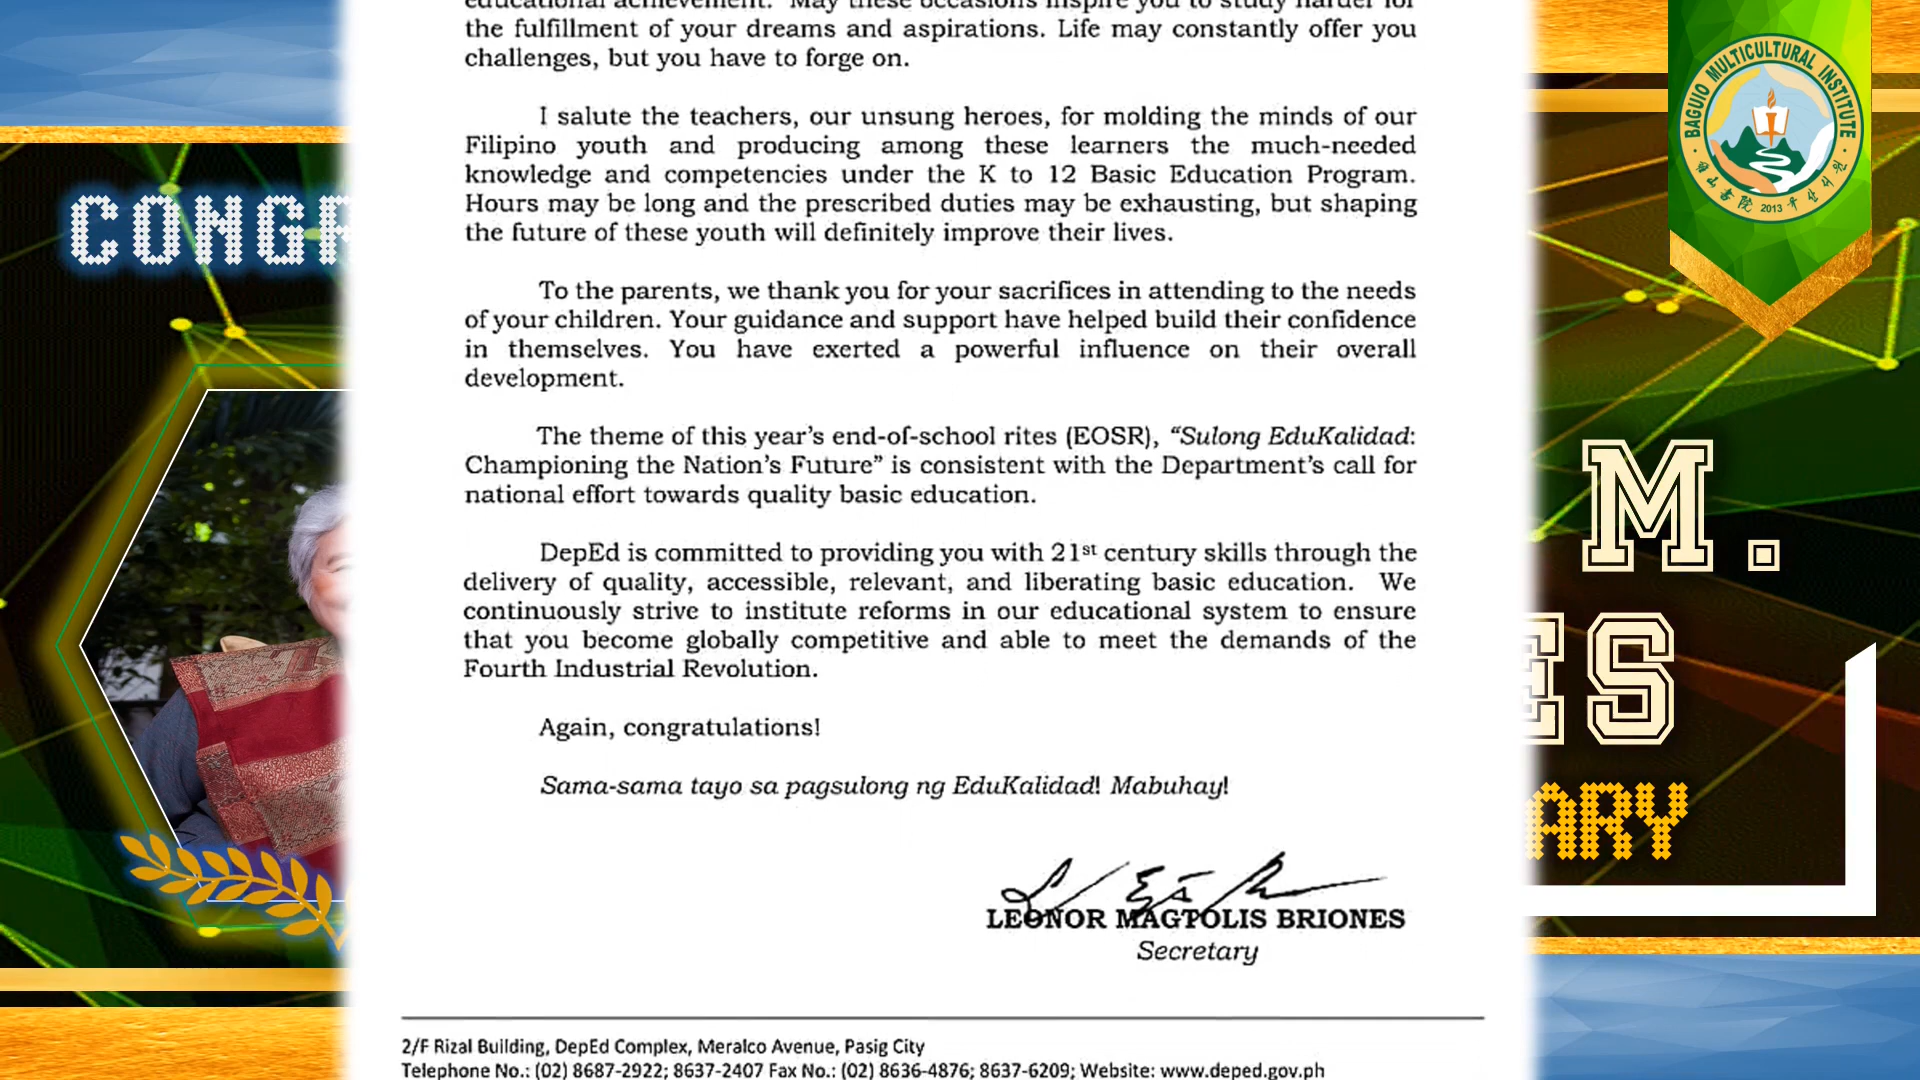 educational achievement. May these occasions inspire you to study harder for
the fulfillment of your dreams and aspirations. Life may constantly offer you
challenges, but you have to forge on.
I salute the teachers, our unsung heroes, for molding the minds of our
Filipino youth and producing among these learners the much-needed
knowledge and competencies under the K to 12 Basic Education Program.
Hours may be long and the prescribed duties may be exhausting, but shaping
the future of these youth will definitely improve their lives.
To the parents, we thank you for your sacrifices in attending to the needs
of your children. Your guidance and support have helped build their confidence
in themselves. You have exerted a powerful influence on their overall
development.
The theme of this year's end-of-school rites (EOSR), "Sulong EduKalidad:
Championing the Nation's Future" is consistent with the Department's call for
national effort towards quality basic education.
DepEd is committed to providing you with 21st century skills through the
delivery of quality, accessible, relevant, and liberating basic education. We
continuously strive to institute reforms in our educational system to ensure
that you become globally competitive and able to meet the demands of the
Fourth Industrial Revolution.
Again, congratulations!
Sama-sama tayo sa pagsulong ng EduKalidad! Mabuhay!
LEONOR MAGTOLIS BRIONES
Secretary
2/F Rizal Building, DepEd Complex, Meralco Avenue, Pasig City
Telephone No.: (02) 8687-2922; 8637-2407 Fax No.: (02) 8636-4876; 8637-6209; Website: www.deped.gov.ph
CONGR
BAGUIO MULTICULTURAL INSTITUTE
2013
M.
ES
ARY